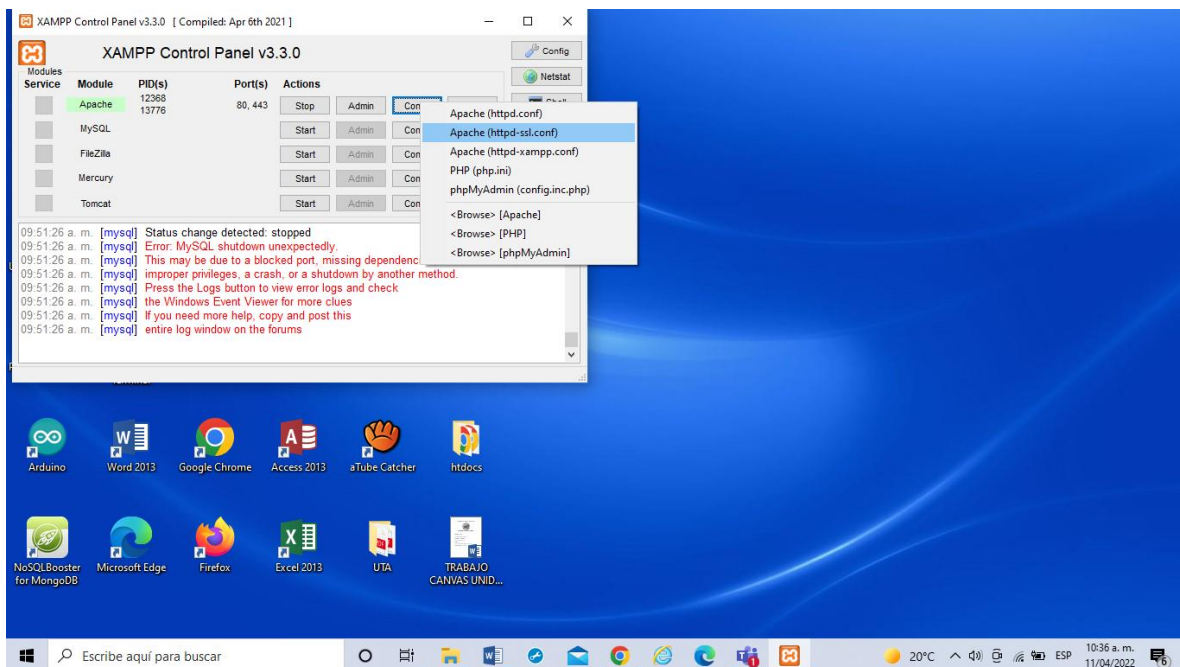 XAMPP Control Panel v3.3.0 [ Compiled: Apr 6th 2021 ]
XAMPP Control Panel v3.3.0
Config
Modules
Service Module PID(s) Port(s) Actions
Netstat
Apache 12368 13776 80, 443 Stop Admin
MySQL Start Admin Con
FileZilla Start Admin Con
Mercury Start Admin Con
Tomcat Start Admin Con
Apache (httpd.conf)
Apache (httpd-ssl.conf)
Apache (httpd-xampp.conf)
PHP (php.ini)
phpMyAdmin (config.inc.php)
<Browse> [Apache]
<Browse> [PHP]
<Browse> [phpMyAdmin]
09:51:26 a. m. [mysql] Status change detected: stopped
09:51:26 a. m. [mysql] Error: MySQL shutdown unexpectedly.
09:51:26 a. m. [mysql] This may be due to a blocked port, missing dependenc
09:51:26 a. m. [mysql] improper privileges, a crash, or a shutdown by another method.
09:51:26 a. m. [mysql] Press the Logs button to view error logs and check
09:51:26 a. m. [mysql] the Windows Event Viewer for more clues
09:51:26 a. m. [mysql] If you need more help, copy and post this
09:51:26 a. m. [mysql] entire log window on the forums
Arduino
Word 2013
Google Chrome
Access 2013
aTube Catcher
htdocs
NoSQLBooster
for MongoDB
Microsoft Edge
Firefox
Excel 2013
UTA
TRABAJO
CANVAS UNID...
Escribe aquí para buscar
20°C
ESP
10:36 a. m.
11/04/2022